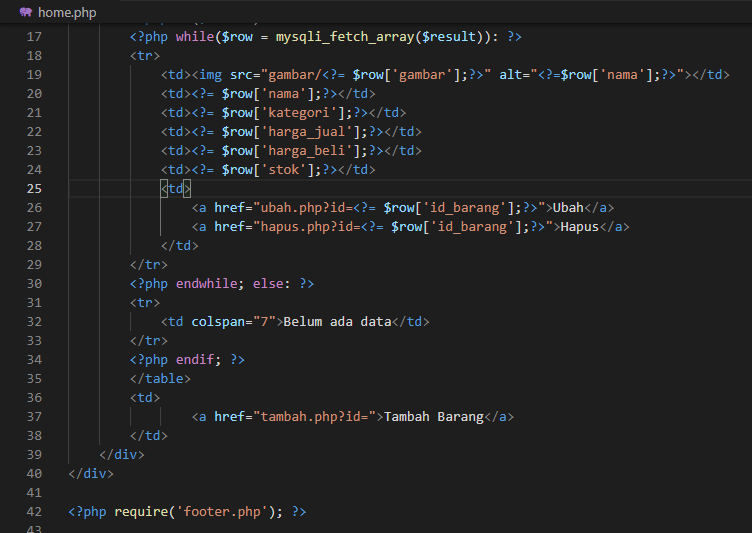 home.php
17 <?php while($row = mysqli_fetch_array($result)): ?>
18 <tr>
19 <td><img src="gambar/<?= $row['gambar'];?>" alt="<?=$row['nama'];?>"></td>
20 <td><?= $row['nama'];?></td>
21 <td><?= $row['kategori'];?></td>
22 <td><?= $row['harga_jual'];?></td>
23 <td><?= $row['harga_beli'];?></td>
24 <td><?= $row['stok'];?></td>
25 <td>
26 <a href="ubah.php?id=<?= $row['id_barang'];?>">Ubah</a>
27 <a href="hapus.php?id=<?= $row['id_barang'];?>">Hapus</a>
28 </td>
29 </tr>
30 <?php endwhile; else: ?>
31 <tr>
32 <td colspan="7">Belum ada data</td>
33 </tr>
34 <?php endif; ?>
35 </table>
36 <td>
37 <a href="tambah.php?id=">Tambah Barang</a>
38 </td>
39 </div>
40 </div>
41
42 <?php require('footer.php'); ?>
43